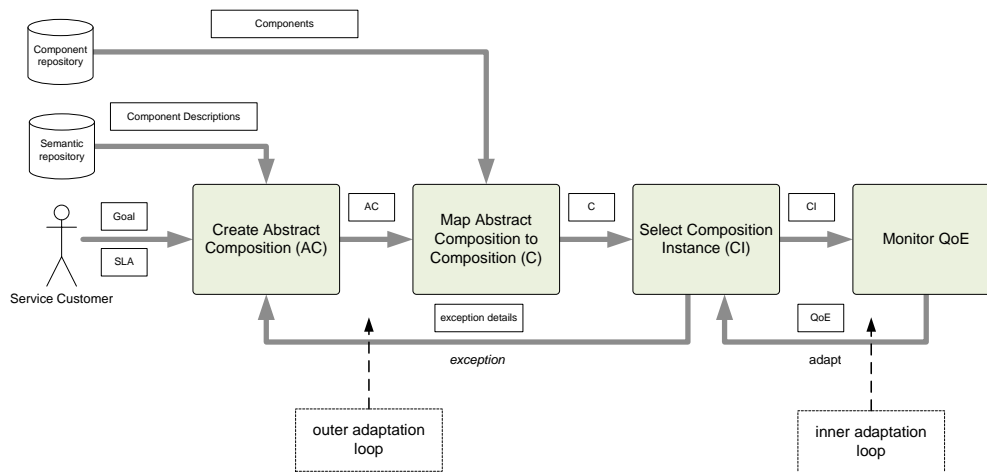 Components
Component
repository
Component Descriptions
Semantic
repository
Goal
SLA
Service Customer
Create Abstract
Composition (AC)
AC
Map Abstract
Composition to
Composition (C)
C
Select Composition
Instance (CI)
CI
Monitor QoE
exception details
exception
QoE
adapt
outer adaptation
loop
inner adaptation
loop